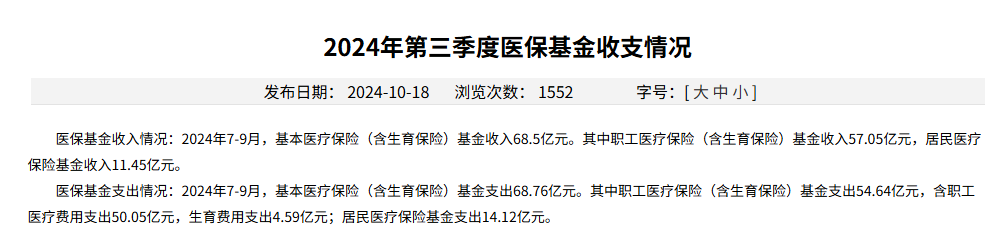 2024年第三季度医保基金收支情况
发布日期： 2024-10-18 浏览次数： 1552 字号：[ 大 中 小 ]
医保基金收入情况：2024年7-9月，基本医疗保险（含生育保险）基金收入68.5亿元。其中职工医疗保险（含生育保险）基金收入57.05亿元，居民医疗
保险基金收入11.45亿元。
医保基金支出情况：2024年7-9月，基本医疗保险（含生育保险）基金支出68.76亿元。其中职工医疗保险（含生育保险）基金支出54.64亿元，含职工
医疗费用支出50.05亿元，生育费用支出4.59亿元；居民医疗保险基金支出14.12亿元。